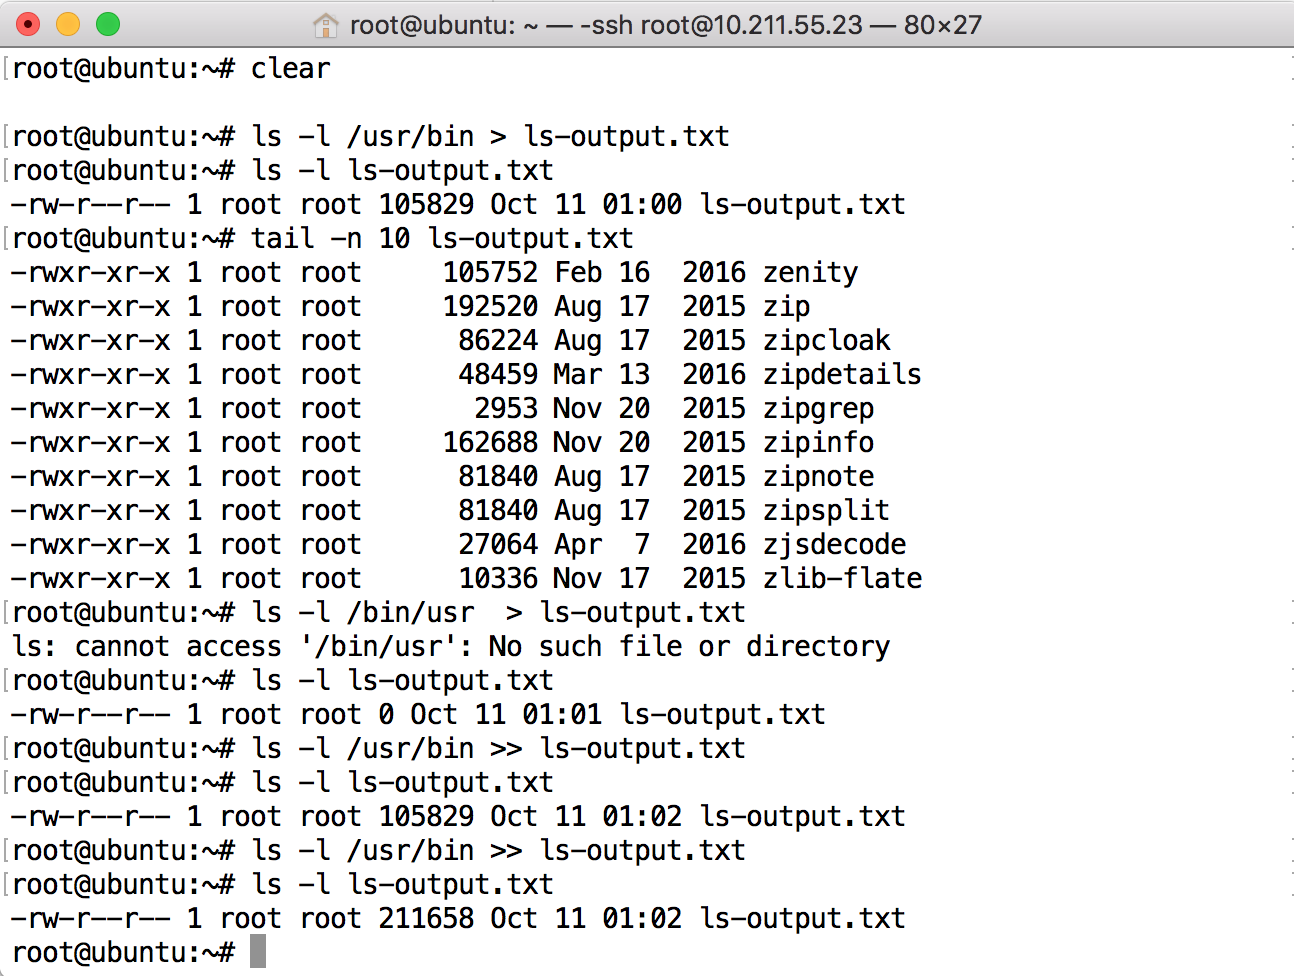 root@ubuntu: ~ — -ssh root@10.211.55.23 — 80×27
[root@ubuntu:~# clear
[root@ubuntu:~# ls -l /usr/bin > ls-output.txt
[root@ubuntu:~# ls -l ls-output.txt
-rw-r--r-- 1 root root 105829 Oct 11 01:00 ls-output.txt
[root@ubuntu:~# tail -n 10 ls-output.txt
-rwxr-xr-x 1 root root     105752 Feb 16  2016 zenity
-rwxr-xr-x 1 root root     192520 Aug 17  2015 zip
-rwxr-xr-x 1 root root      86224 Aug 17  2015 zipcloak
-rwxr-xr-x 1 root root      48459 Mar 13  2016 zipdetails
-rwxr-xr-x 1 root root       2953 Nov 20  2015 zipgrep
-rwxr-xr-x 1 root root     162688 Nov 20  2015 zipinfo
-rwxr-xr-x 1 root root      81840 Aug 17  2015 zipnote
-rwxr-xr-x 1 root root      81840 Aug 17  2015 zipsplit
-rwxr-xr-x 1 root root      27064 Apr  7  2016 zjsdecode
-rwxr-xr-x 1 root root      10336 Nov 17  2015 zlib-flate
[root@ubuntu:~# ls -l /bin/usr  > ls-output.txt
ls: cannot access '/bin/usr': No such file or directory
[root@ubuntu:~# ls -l ls-output.txt
-rw-r--r-- 1 root root 0 Oct 11 01:01 ls-output.txt
[root@ubuntu:~# ls -l /usr/bin >> ls-output.txt
[root@ubuntu:~# ls -l ls-output.txt
-rw-r--r-- 1 root root 105829 Oct 11 01:02 ls-output.txt
[root@ubuntu:~# ls -l /usr/bin >> ls-output.txt
[root@ubuntu:~# ls -l ls-output.txt
-rw-r--r-- 1 root root 211658 Oct 11 01:02 ls-output.txt
root@ubuntu:~#